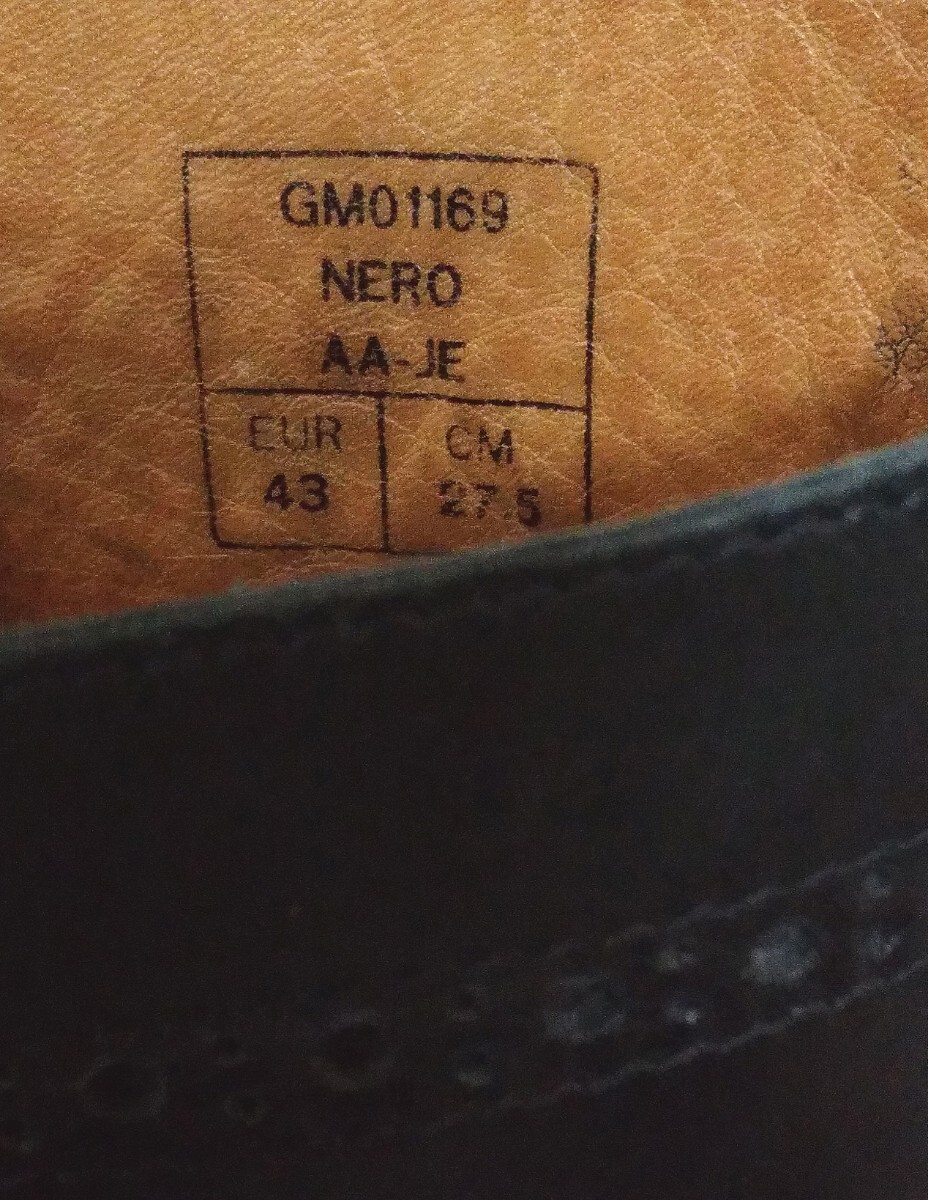 GM01169
NERO
AA-JE
EUR CM
43 27.5